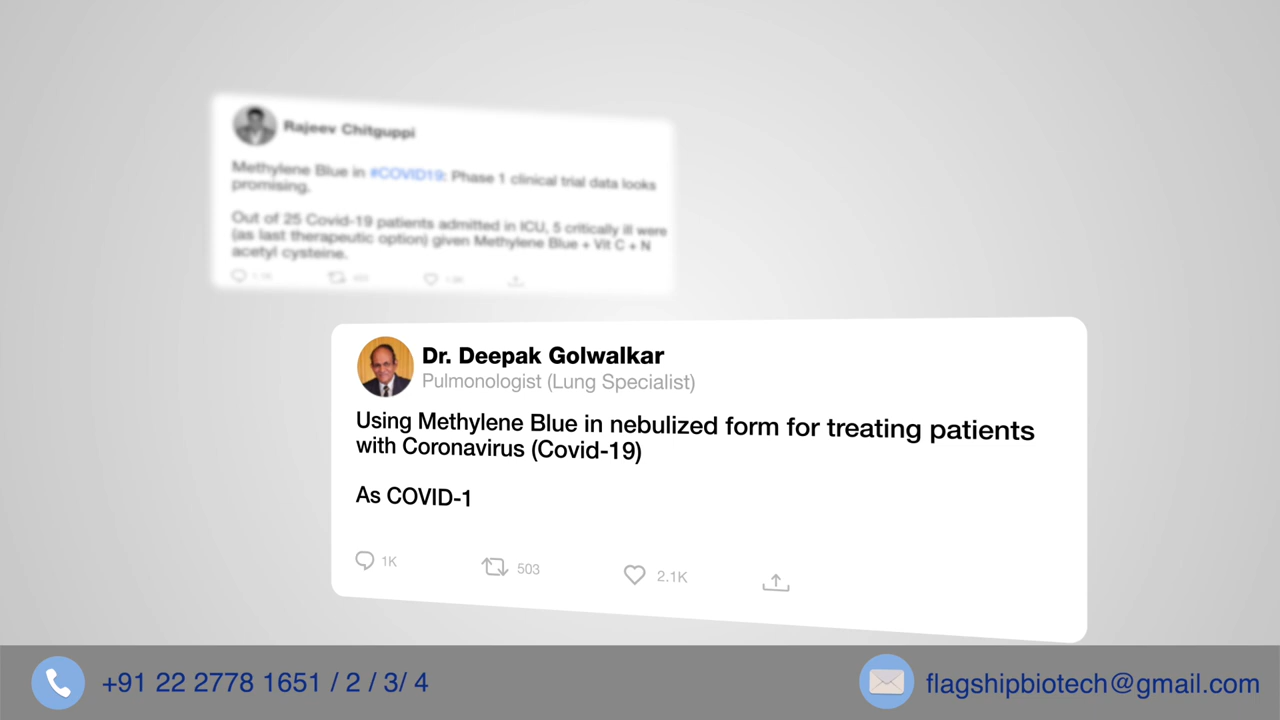 Rajeev Chitguppi
Methylene Blue in #COVID19: Phase 1 clinical trial data looks
promising.
Out of 25 Covid-19 patients admitted in ICU, 5 critically ill were
(as last therapeutic option) given Methylene Blue + Vit C + N
acetyl cysteine.
Dr. Deepak Golwalkar
Pulmonologist (Lung Specialist)
Using Methylene Blue in nebulized form for treating patients
with Coronavirus (Covid-19)
As COVID-1
1K 503 2.1K
+91 22 2778 1651 / 2 / 3/ 4
flagshipbiotech@gmail.com